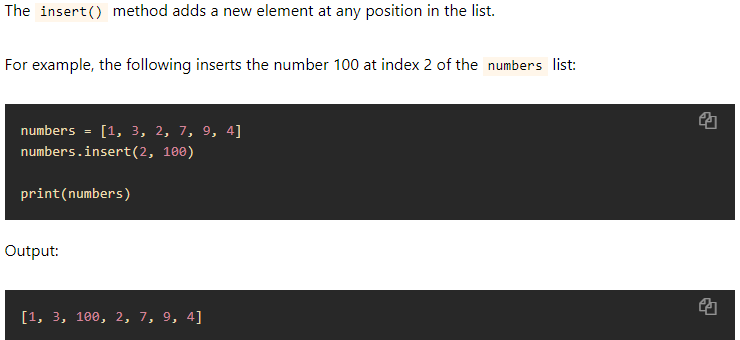 The insert() method adds a new element at any position in the list.
For example, the following inserts the number 100 at index 2 of the numbers list:
numbers = [1, 3, 2, 7, 9, 4]
numbers.insert(2, 100)
print(numbers)
Output:
[1, 3, 100, 2, 7, 9, 4]